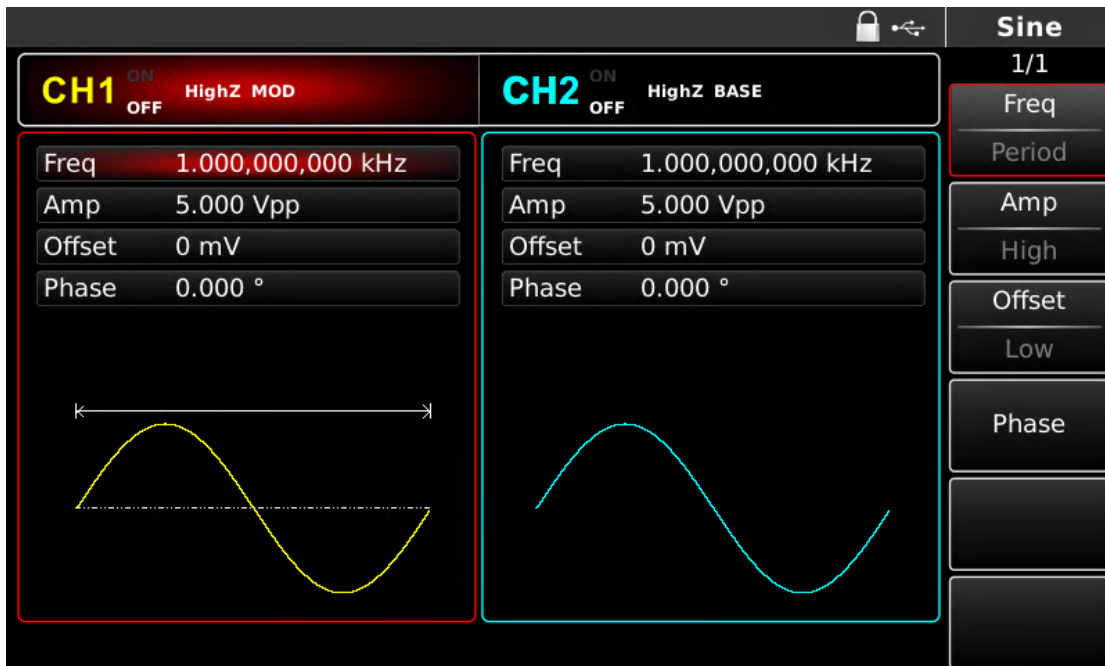 Sine
1/1
CH1 ON OFF HighZ MOD
CH2 ON OFF HighZ BASE
Freq 1.000,000,000 kHz
Amp 5.000 Vpp
Offset 0 mV
Phase 0.000 °
Freq 1.000,000,000 kHz
Amp 5.000 Vpp
Offset 0 mV
Phase 0.000 °
Freq
Period
Amp
High
Offset
Low
Phase